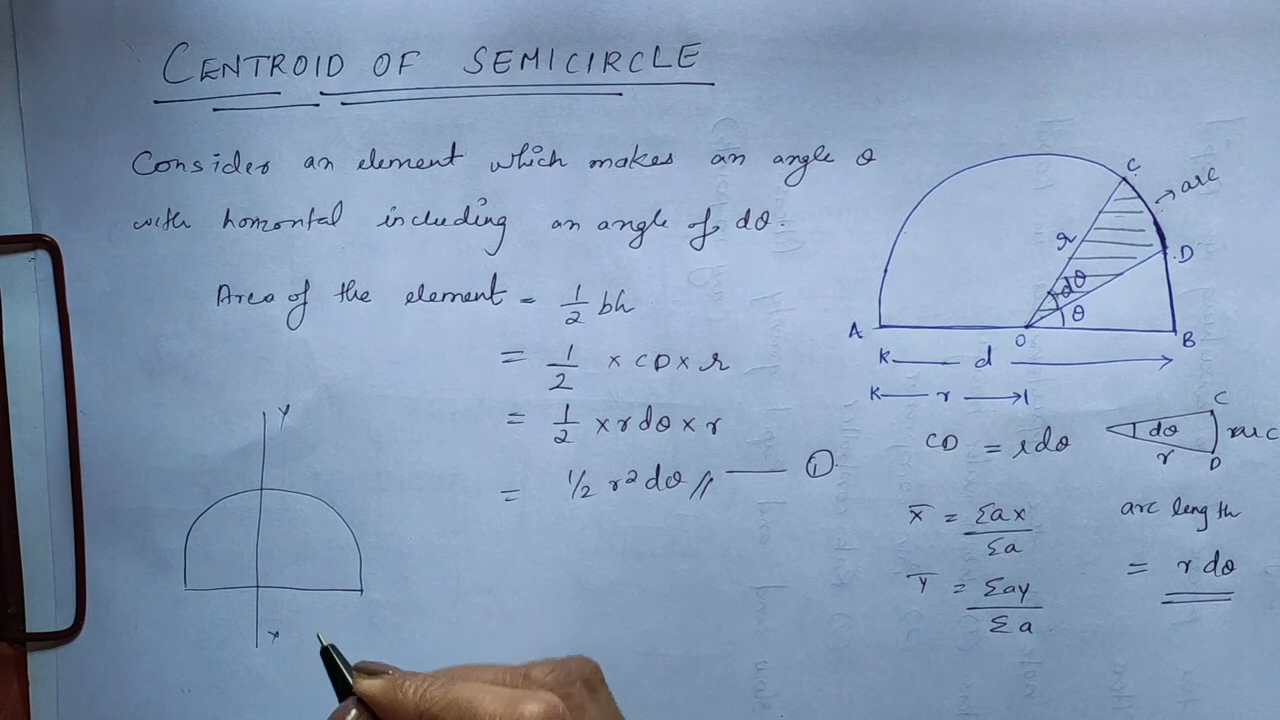 CENTROID OF SEMICIRCLE
Consider an element which makes an angle θ
with horizontal including an angle of dθ.
Area of the element = 1/2 bh
= 1/2 × CD × r
= 1/2 × r dθ × r
= 1/2 r² dθ // —— ①
Y
Y
C
arc
r
D
dθ
θ
A
O
B
d
r
CD = r dθ
C
dθ
arc
r
D
X̄ = Σax / Σa
arc length
= r dθ
Ȳ = Σay / Σa